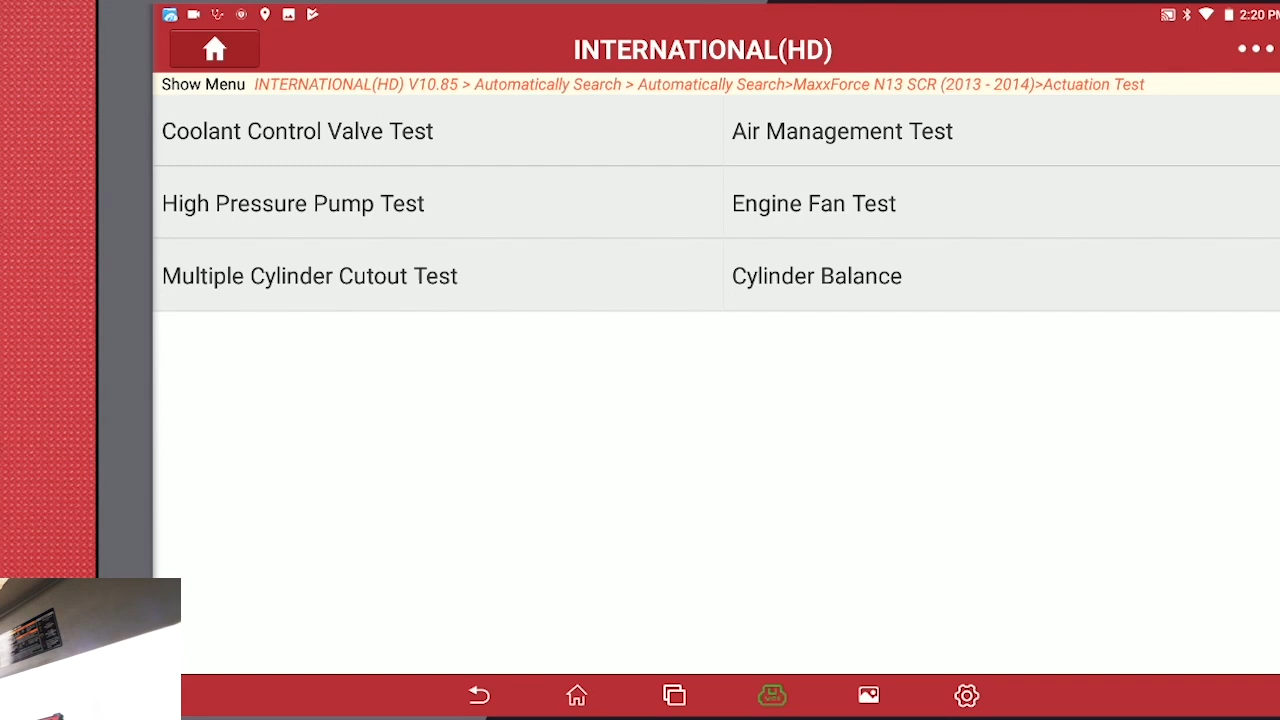 2:20 PM
INTERNATIONAL(HD)
Show Menu INTERNATIONAL(HD) V10.85 > Automatically Search > Automatically Search>MaxxForce N13 SCR (2013 - 2014)>Actuation Test
Coolant Control Valve Test
Air Management Test
High Pressure Pump Test
Engine Fan Test
Multiple Cylinder Cutout Test
Cylinder Balance